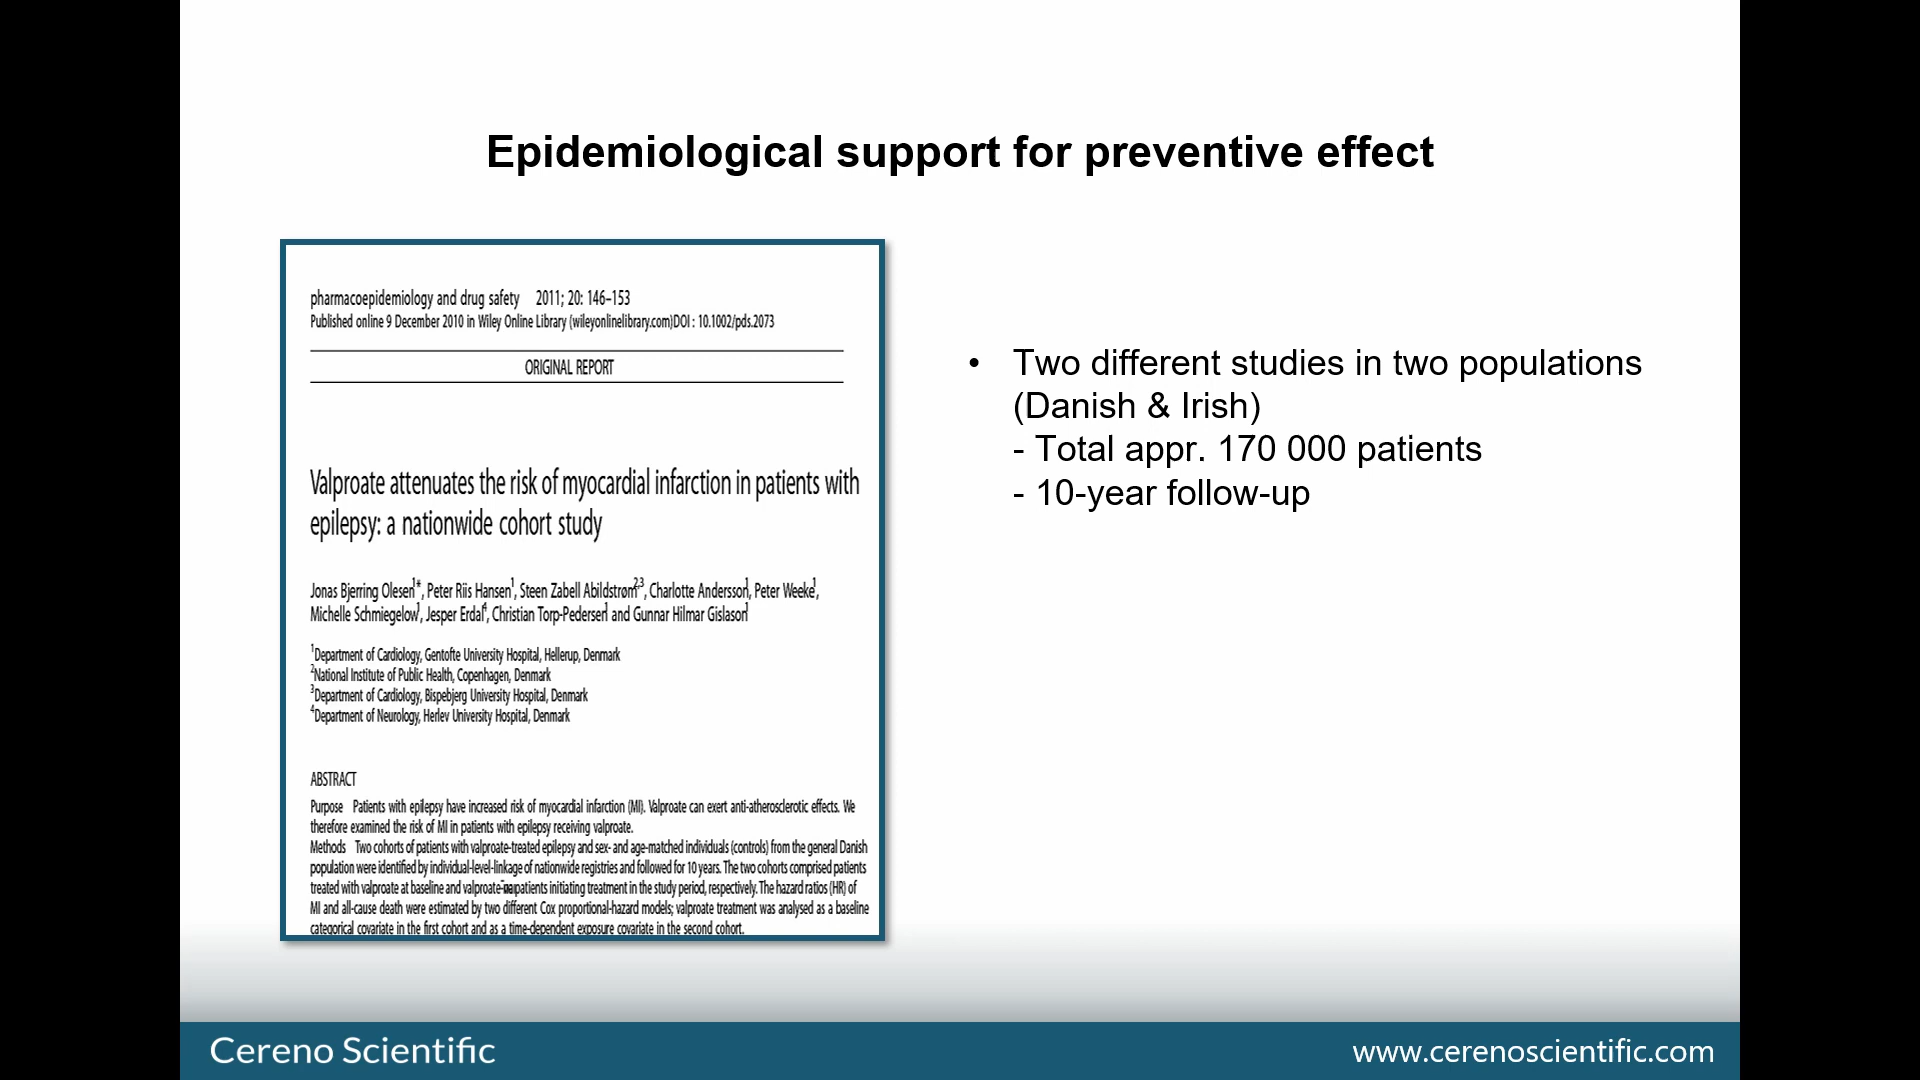 Epidemiological support for preventive effect
pharmacoepidemiology and drug safety 2011; 20: 146–153
Published online 9 December 2010 in Wiley Online Library (wileyonlinelibrary.com)DOI : 10.1002/pds.2073
ORIGINAL REPORT
Valproate attenuates the risk of myocardial infarction in patients with
epilepsy: a nationwide cohort study
Jonas Bjerring Olesen1*, Peter Riis Hansen1, Steen Zabell Abildstrøm2,3, Charlotte Andersson1, Peter Weeke1,
Michelle Schmiegelow1, Jesper Erdal4, Christian Torp-Pedersen1 and Gunnar Hilmar Gislason1
1Department of Cardiology, Gentofte University Hospital, Hellerup, Denmark
2National Institute of Public Health, Copenhagen, Denmark
3Department of Cardiology, Bispebjerg University Hospital, Denmark
4Department of Neurology, Herlev University Hospital, Denmark
ABSTRACT
Purpose Patients with epilepsy have increased risk of myocardial infarction (MI). Valproate can exert anti-atherosclerotic effects. We
therefore examined the risk of MI in patients with epilepsy receiving valproate.
Methods Two cohorts of patients with valproate-treated epilepsy and sex- and age-matched individuals (controls) from the general Danish
population were identified by individual-level-linkage of nationwide registries and followed for 10 years. The two cohorts comprised patients
treated with valproate at baseline and valproate- patients initiating treatment in the study period, respectively. The hazard ratios (HR) of
MI and all-cause death were estimated by two different Cox proportional-hazard models; valproate treatment was analysed as a baseline
categorical covariate in the first cohort and as a time-dependent exposure covariate in the second cohort.
• Two different studies in two populations
(Danish & Irish)
- Total appr. 170 000 patients
- 10-year follow-up
Cereno Scientific
www.cerenoscientific.com